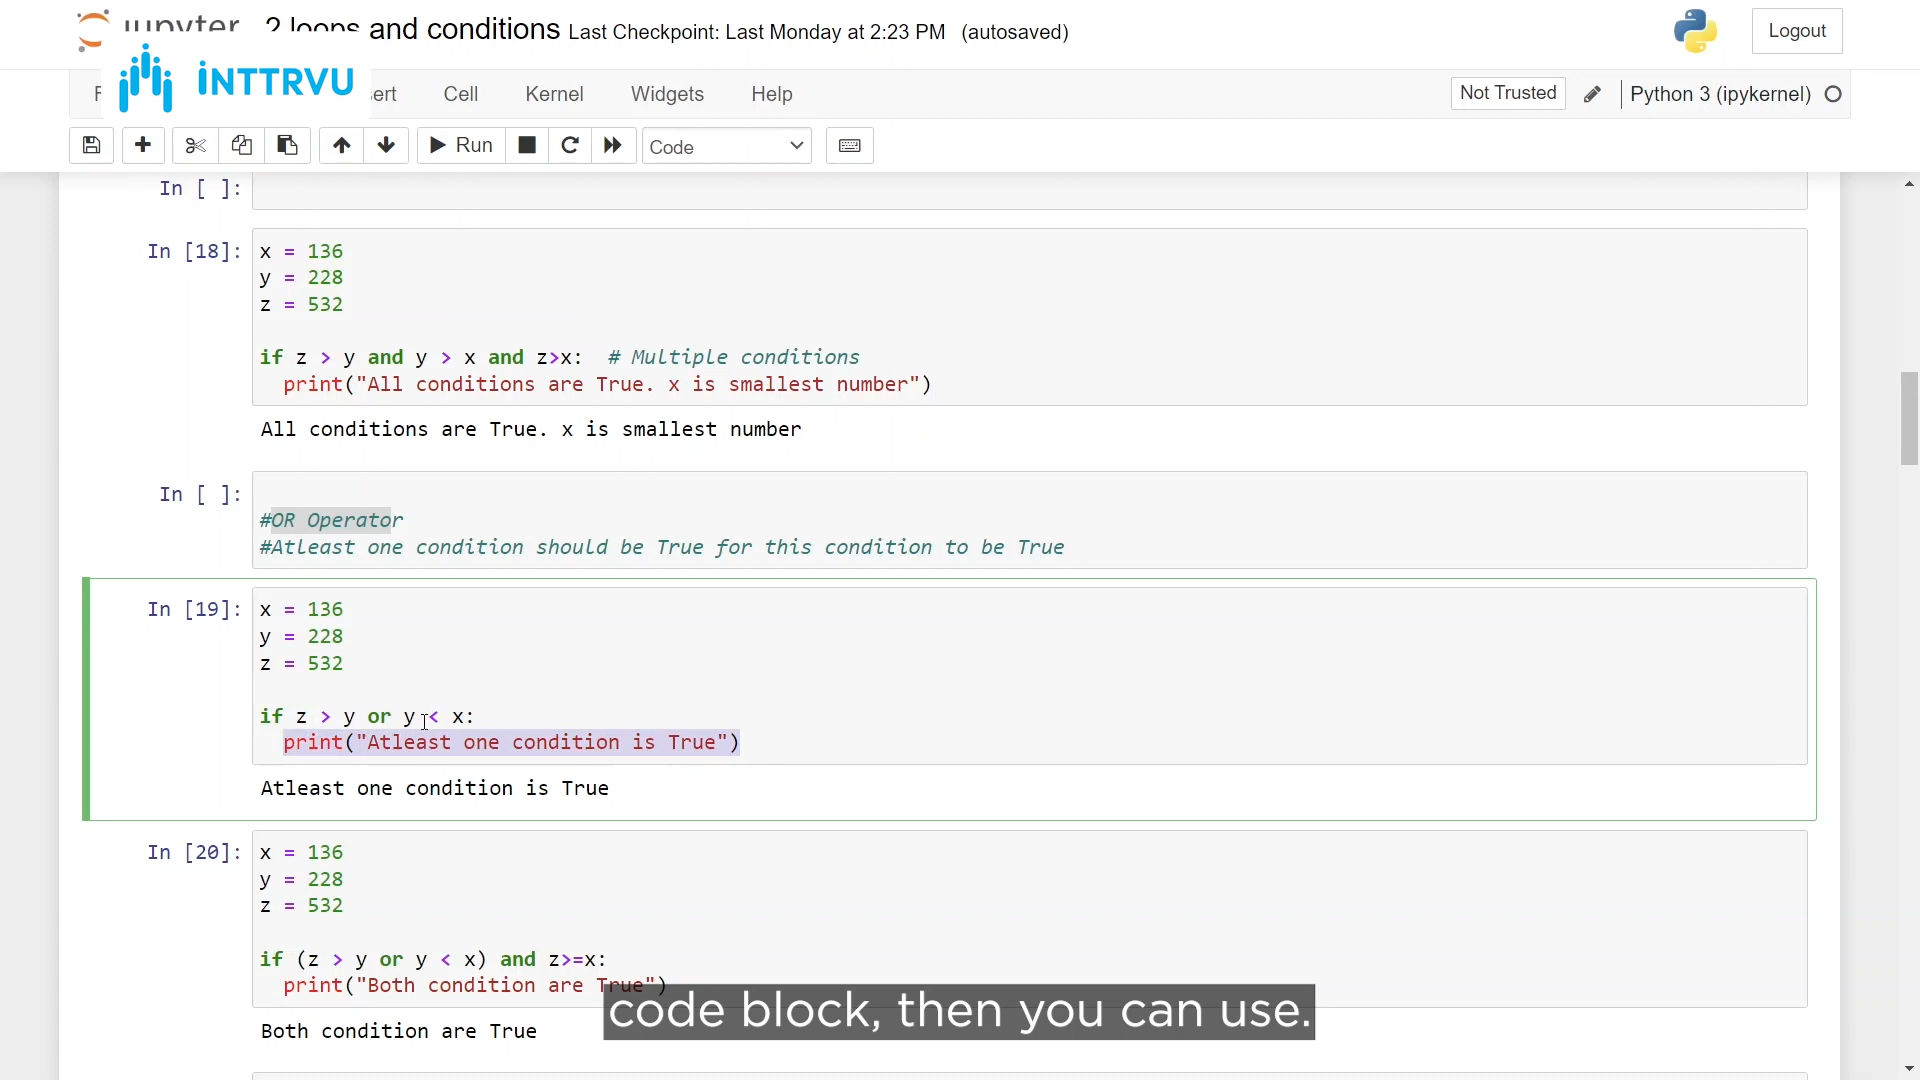 jupyter 2 loops and conditions Last Checkpoint: Last Monday at 2:23 PM (autosaved)
Logout
iNTTRVU
F ert Cell Kernel Widgets Help
Not Trusted Python 3 (ipykernel)
Run Code
In [ ]:
In [18]: x = 136
y = 228
z = 532
if z > y and y > x and z>x: # Multiple conditions
print("All conditions are True. x is smallest number")
All conditions are True. x is smallest number
In [ ]:
#OR Operator
#Atleast one condition should be True for this condition to be True
In [19]: x = 136
y = 228
z = 532
if z > y or y < x:
print("Atleast one condition is True")
Atleast one condition is True
In [20]: x = 136
y = 228
z = 532
if (z > y or y < x) and z>=x:
print("Both condition are True")
code block, then you can use.
Both condition are True